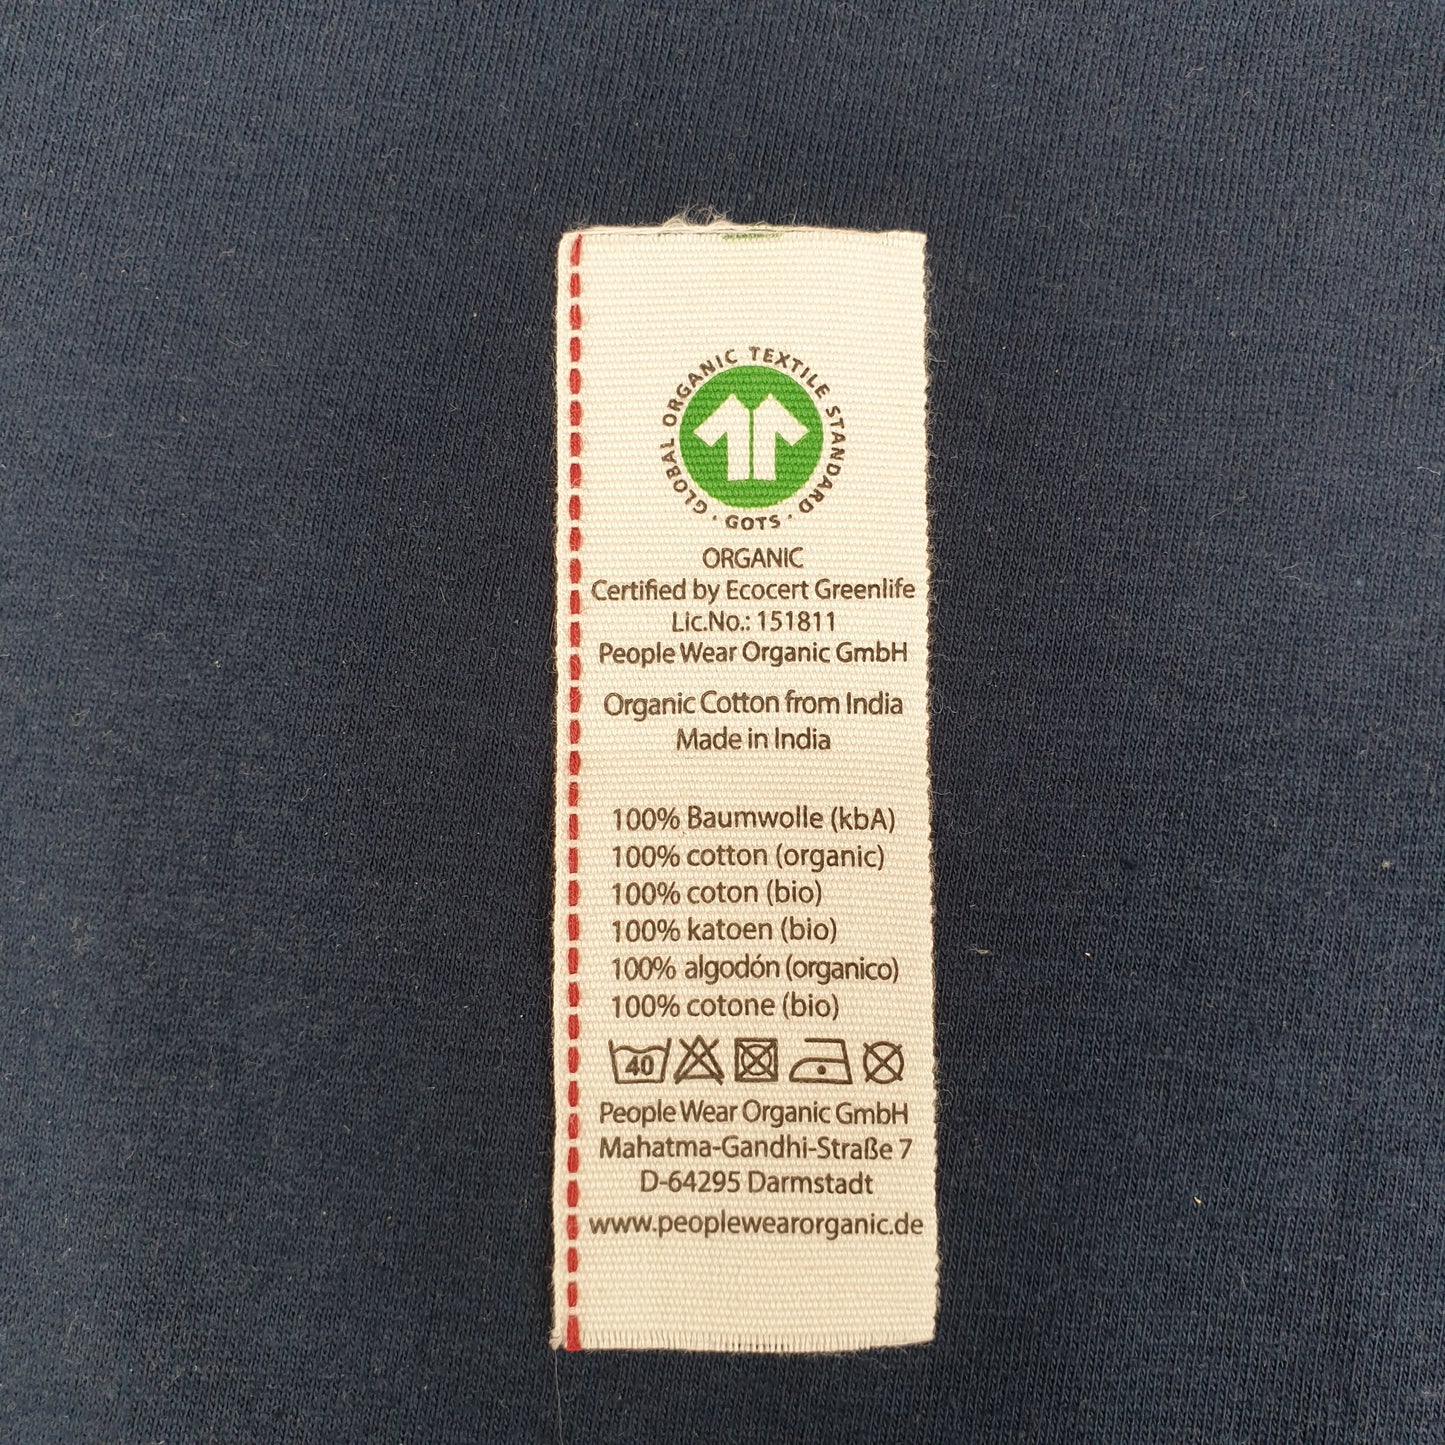 GLOBAL ORGANIC TEXTILE STANDARD
· GOTS ·
ORGANIC
Certified by Ecocert Greenlife
Lic.No.: 151811
People Wear Organic GmbH
Organic Cotton from India
Made in India
100% Baumwolle (kbA)
100% cotton (organic)
100% coton (bio)
100% katoen (bio)
100% algodón (organico)
100% cotone (bio)
40
People Wear Organic GmbH
Mahatma-Gandhi-Straße 7
D-64295 Darmstadt
www.peoplewearorganic.de